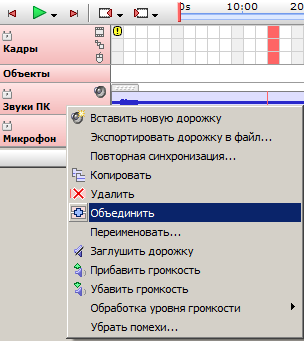 0s 10:00 20
Кадры
Объекты
Звуки ПК
Микрофон
Вставить новую дорожку
Экспортировать дорожку в файл...
Повторная синхронизация...
Копировать
Удалить
Объединить
Переименовать...
Заглушить дорожку
Прибавить громкость
Убавить громкость
Обработка уровня громкости
Убрать помехи...